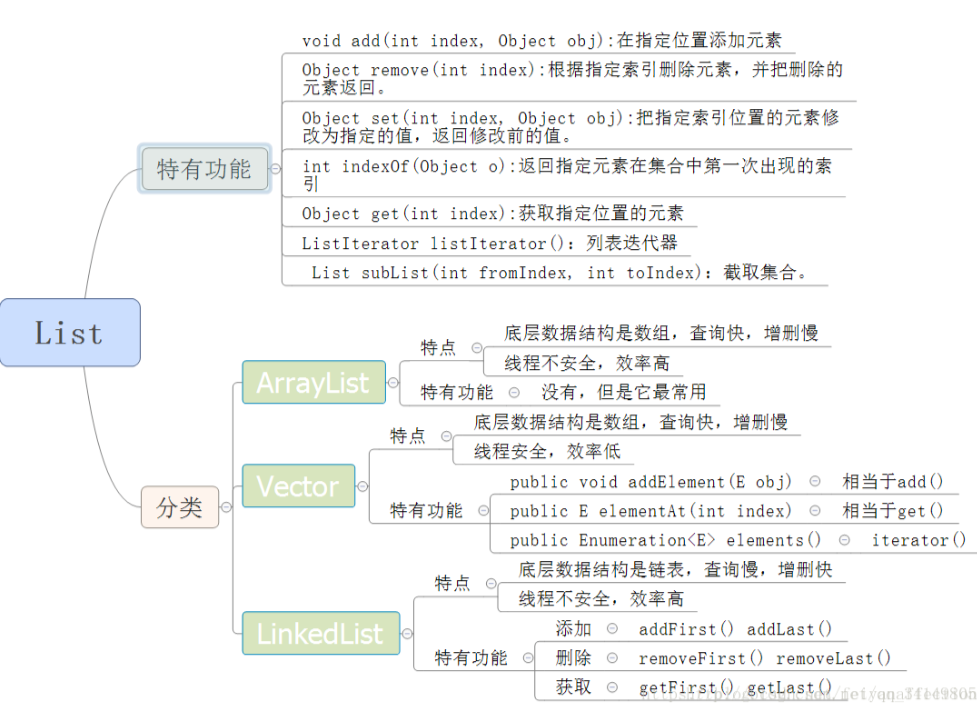 void add(int index, Object obj):在指定位置添加元素
Object remove(int index):根据指定索引删除元素，并把删除的
元素返回。
Object set(int index, Object obj):把指定索引位置的元素修
改为指定的值，返回修改前的值。
特有功能
int indexOf(Object o):返回指定元素在集合中第一次出现的索
引
Object get(int index):获取指定位置的元素
ListIterator listIterator()：列表迭代器
List subList(int fromIndex, int toIndex)：截取集合。
List
ArrayList
特点
底层数据结构是数组，查询快，增删慢
线程不安全，效率高
特有功能
没有，但是它最常用
分类
Vector
特点
底层数据结构是数组，查询快，增删慢
线程安全，效率低
特有功能
public void addElement(E obj) 相当于add()
public E elementAt(int index) 相当于get()
public Enumeration<E> elements() iterator()
LinkedList
特点
底层数据结构是链表，查询慢，增删快
线程不安全，效率高
特有功能
添加 addFirst() addLast()
删除 removeFirst() removeLast()
获取 getFirst() getLast()